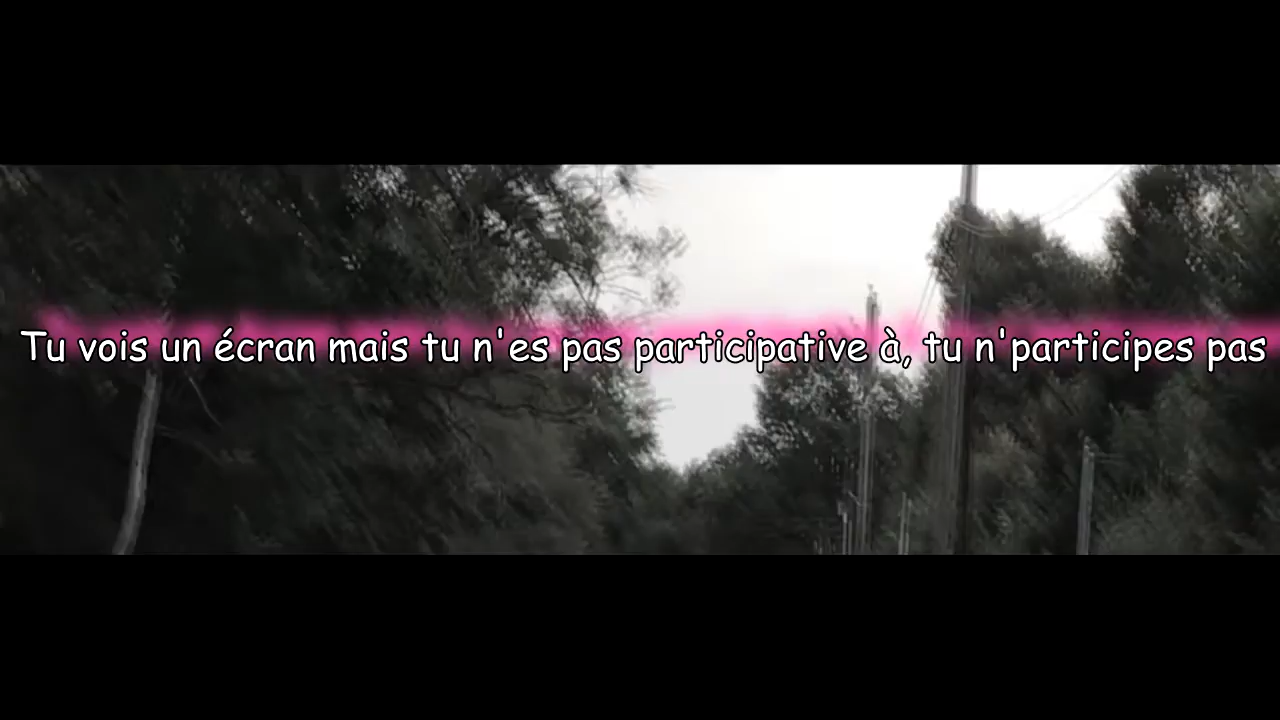 Tu vois un écran mais tu n'es pas participative à, tu n'participes pas